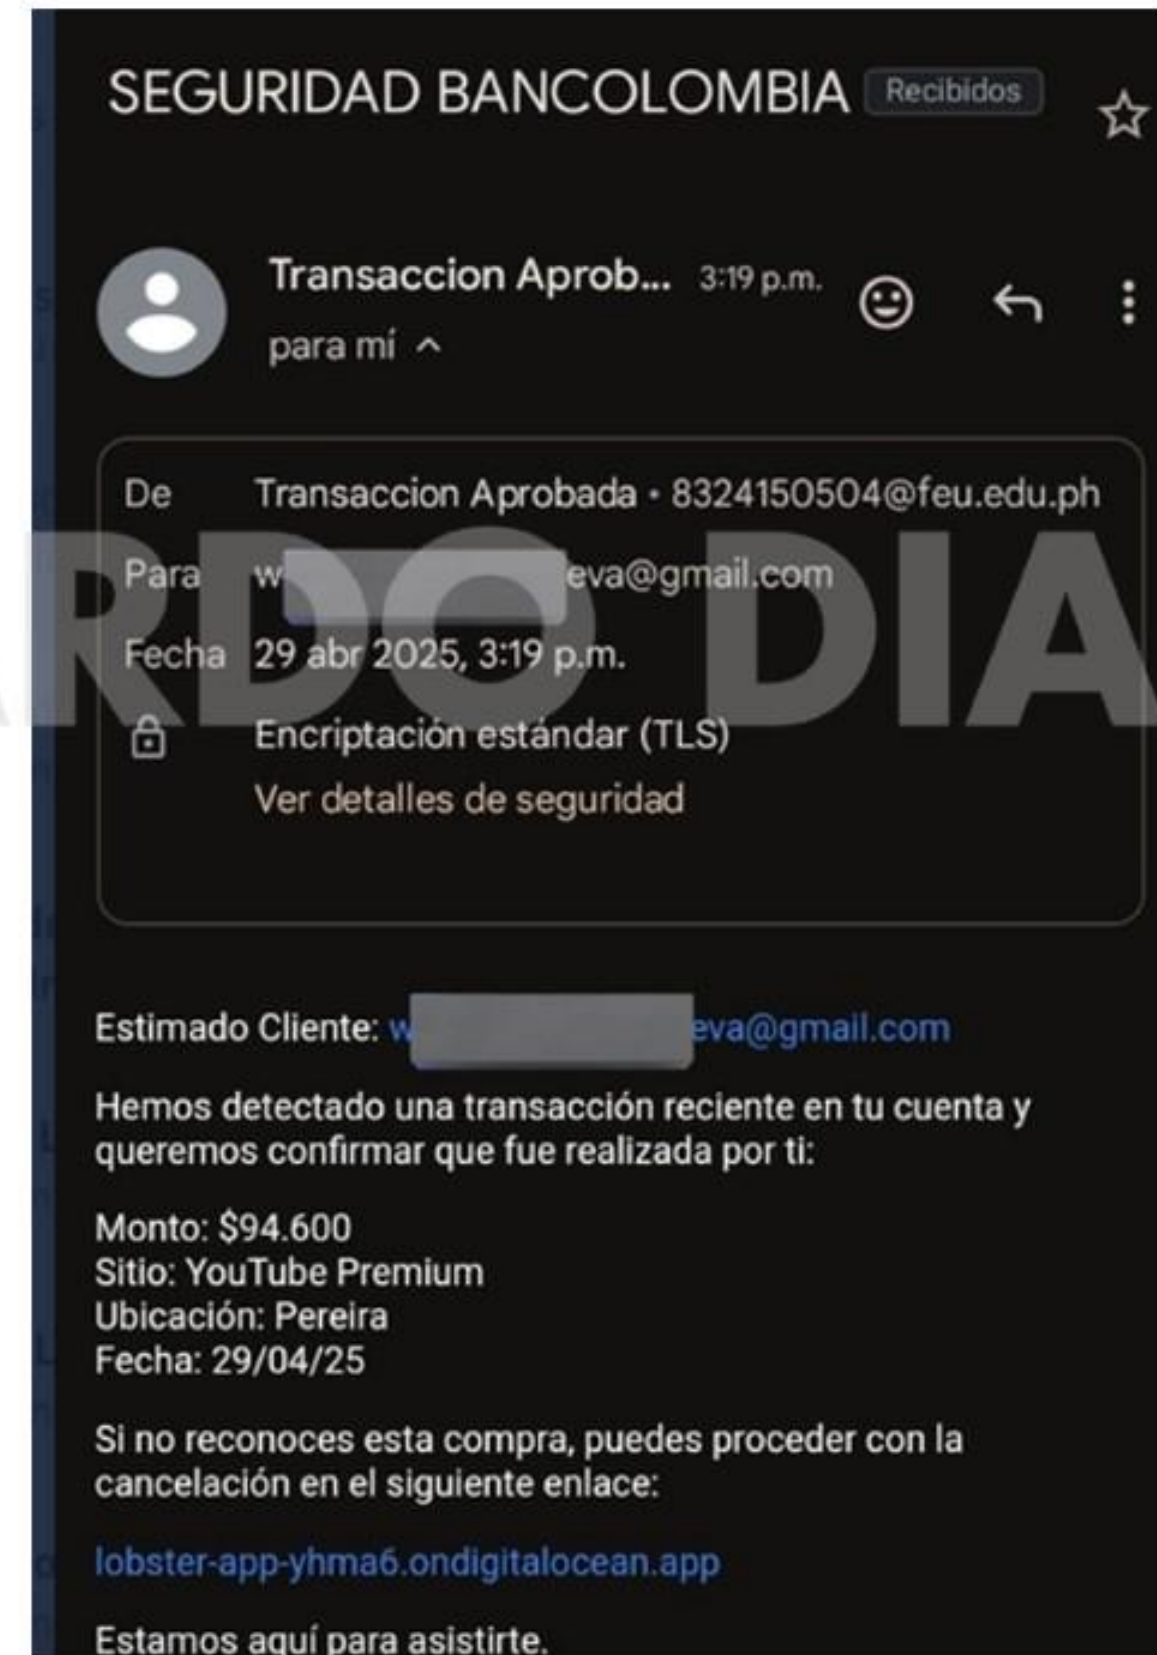 SEGURIDAD BANCOLOMBIA Recibidos
Transaccion Aprob... 3:19 p.m.
para mí
De Transaccion Aprobada • 8324150504@feu.edu.ph
Para w eva@gmail.com
Fecha 29 abr 2025, 3:19 p.m.
Encriptación estándar (TLS)
Ver detalles de seguridad
RDO DIA
Estimado Cliente: w eva@gmail.com
Hemos detectado una transacción reciente en tu cuenta y
queremos confirmar que fue realizada por ti:
Monto: $94.600
Sitio: YouTube Premium
Ubicación: Pereira
Fecha: 29/04/25
Si no reconoces esta compra, puedes proceder con la
cancelación en el siguiente enlace:
lobster-app-yhma6.ondigitalocean.app
Estamos aquí para asistirte.